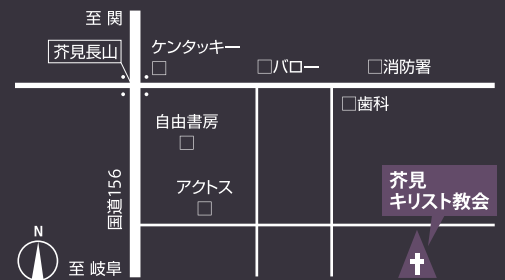 至 関
芥見長山
ケンタッキー
バロー
消防署
歯科
自由書房
アクトス
国道156
芥見
キリスト教会
N
至 岐阜